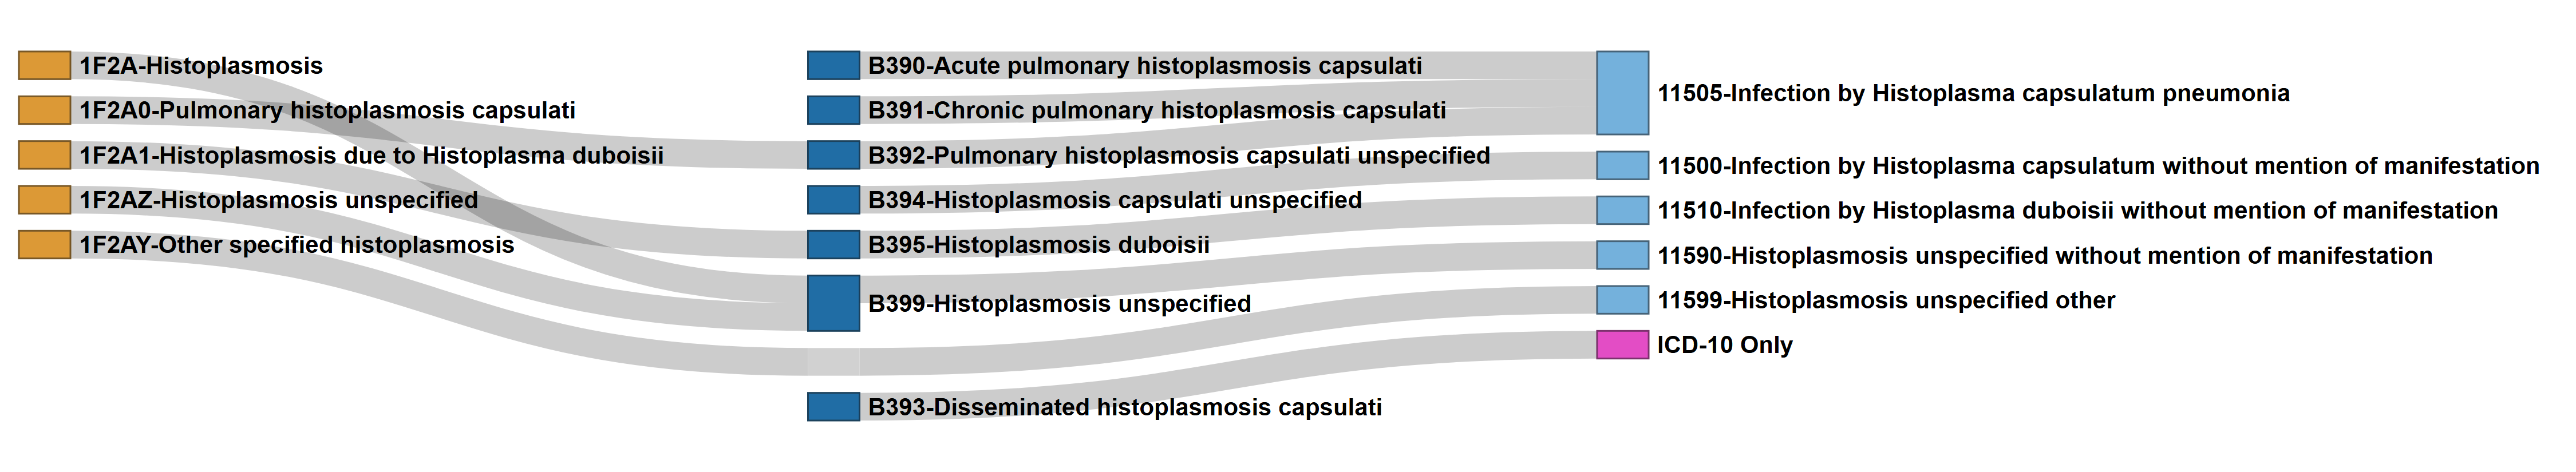 1F2A-Histoplasmosis
1F2A0-Pulmonary histoplasmosis capsulati
1F2A1-Histoplasmosis due to Histoplasma duboisii
1F2AZ-Histoplasmosis unspecified
1F2AY-Other specified histoplasmosis
B390-Acute pulmonary histoplasmosis capsulati
B391-Chronic pulmonary histoplasmosis capsulati
B392-Pulmonary histoplasmosis capsulati unspecified
B394-Histoplasmosis capsulati unspecified
B395-Histoplasmosis duboisii
B399-Histoplasmosis unspecified
B393-Disseminated histoplasmosis capsulati
11505-Infection by Histoplasma capsulatum pneumonia
11500-Infection by Histoplasma capsulatum without mention of manifestation
11510-Infection by Histoplasma duboisii without mention of manifestation
11590-Histoplasmosis unspecified without mention of manifestation
11599-Histoplasmosis unspecified other
ICD-10 Only